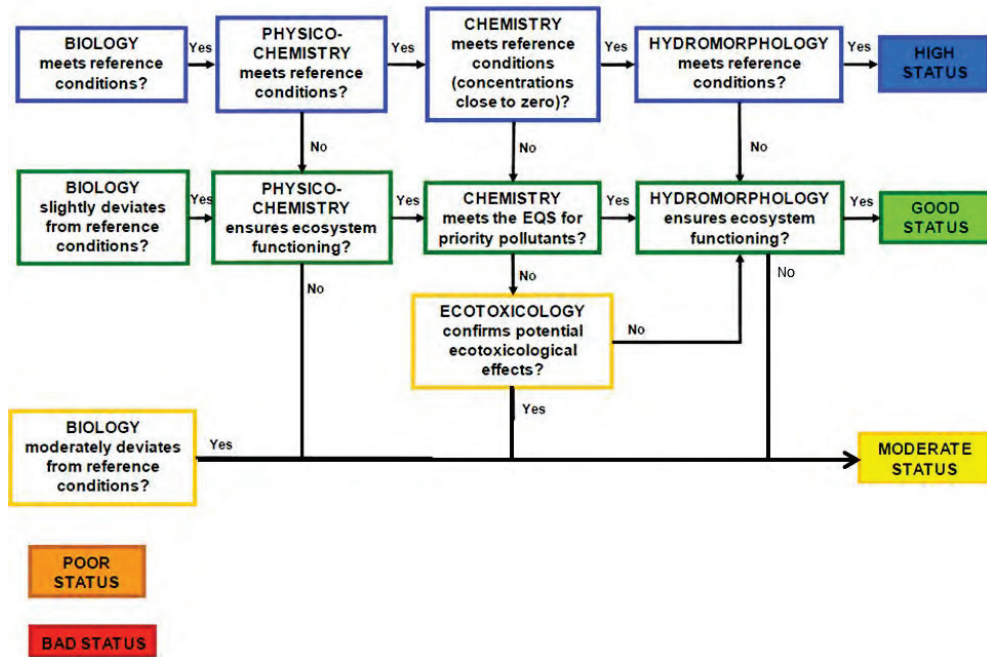 BIOLOGY
meets reference
conditions?
Yes
PHYSICO-
CHEMISTRY
meets reference
conditions?
Yes
CHEMISTRY
meets reference
conditions
(concentrations
close to zero)?
Yes
HYDROMORPHOLOGY
meets reference
conditions?
Yes
HIGH
STATUS
No
No
No
BIOLOGY
slightly deviates
from reference
conditions?
Yes
PHYSICO-
CHEMISTRY
ensures ecosystem
functioning?
Yes
CHEMISTRY
meets the EQS for
priority pollutants?
Yes
HYDROMORPHOLOGY
ensures ecosystem
functioning?
Yes
GOOD
STATUS
No
No
No
ECOTOXICOLOGY
confirms potential
ecotoxicological
effects?
No
Yes
BIOLOGY
moderately deviates
from reference
conditions?
Yes
MODERATE
STATUS
POOR
STATUS
BAD STATUS